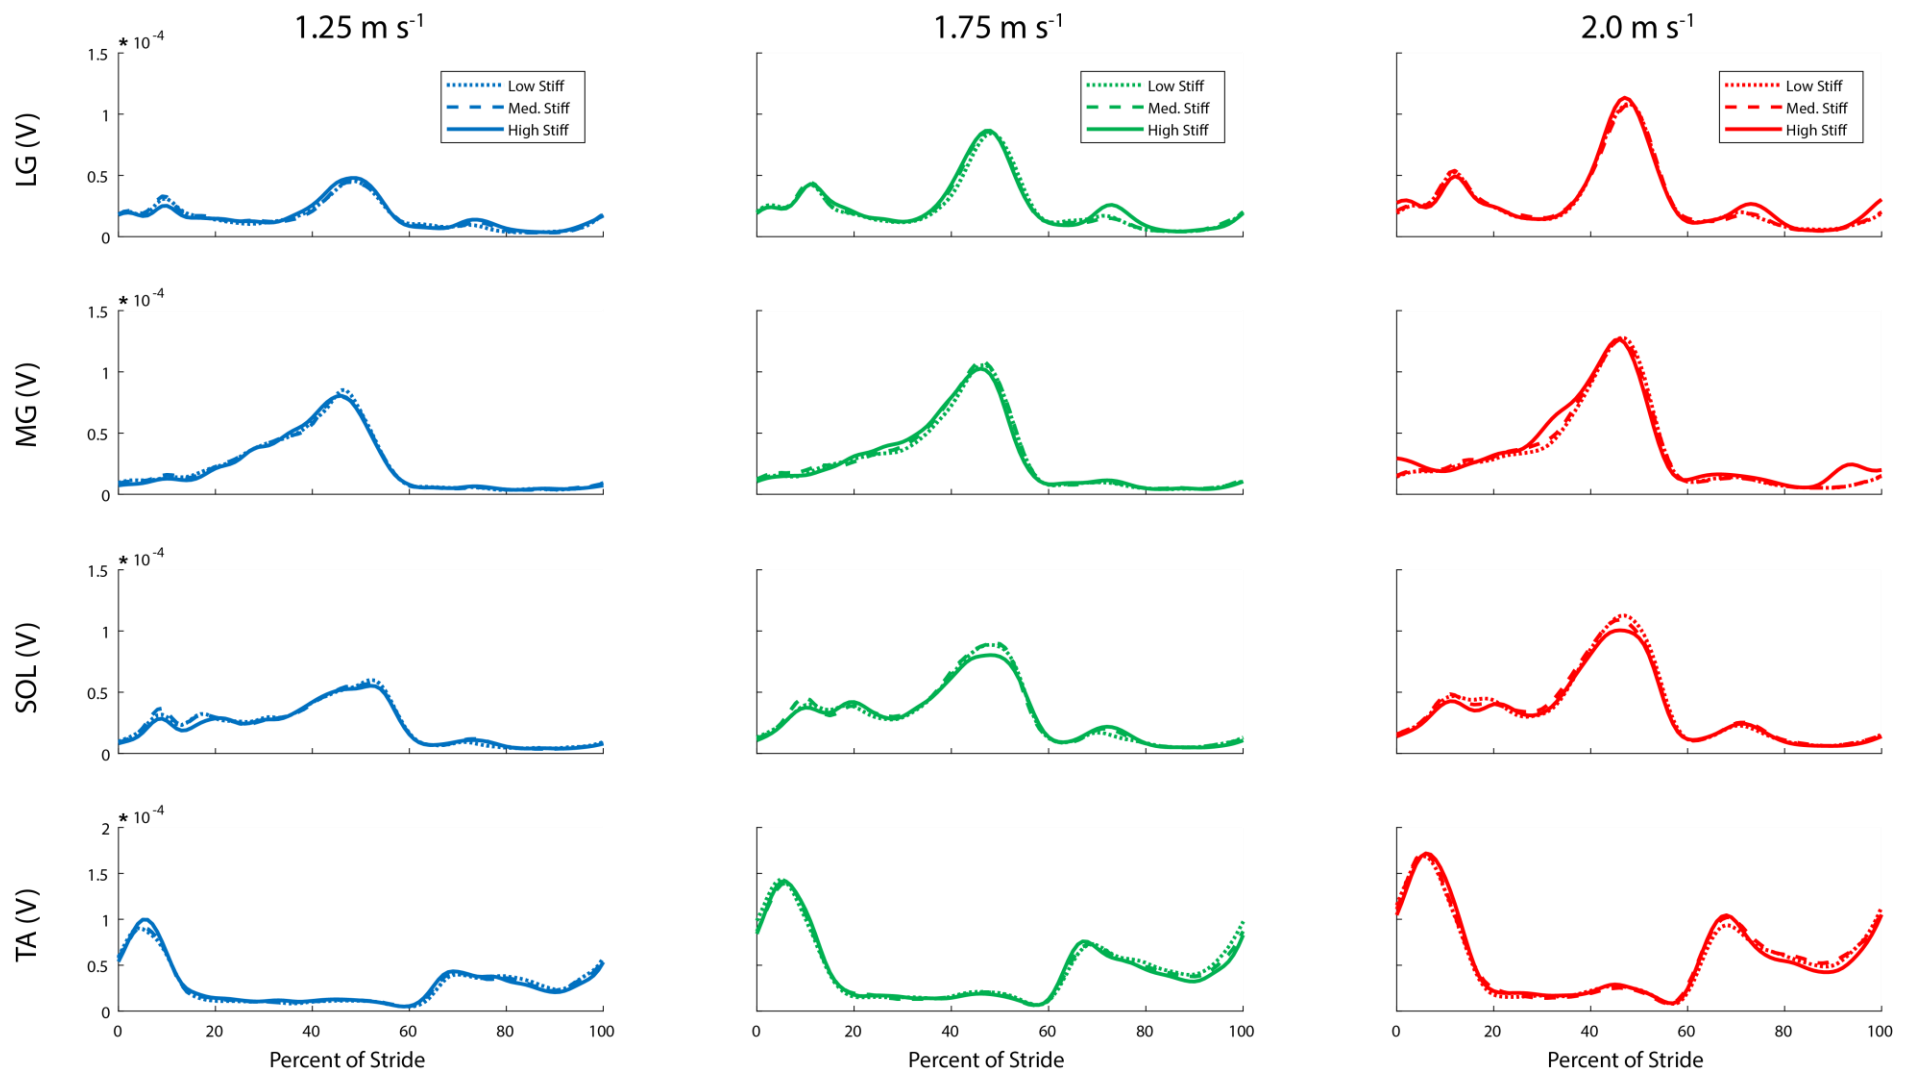 1.25 m s-1
1.75 m s-1
2.0 m s-1
* 10-4
LG (V)
1.5
1
0.5
0
Low Stiff
Med. Stiff
High Stiff
Low Stiff
Med. Stiff
High Stiff
Low Stiff
Med. Stiff
High Stiff
* 10-4
MG (V)
1.5
1
0.5
0
* 10-4
SOL (V)
1.5
1
0.5
0
* 10-4
TA (V)
2
1.5
1
0.5
0
0 20 40 60 80 100
0 20 40 60 80 100
0 20 40 60 80 100
Percent of Stride
Percent of Stride
Percent of Stride